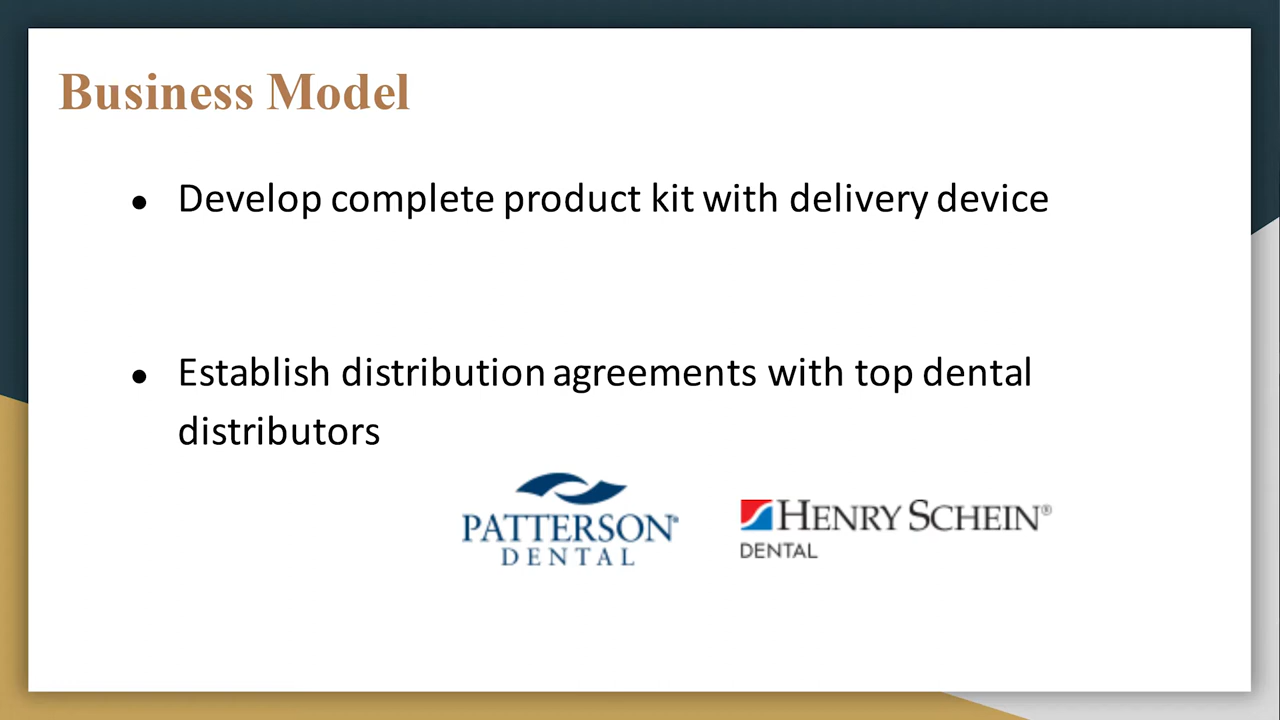 Business Model
● Develop complete product kit with delivery device
● Establish distribution agreements with top dental
distributors
PATTERSON®
DENTAL
HENRY SCHEIN®
DENTAL